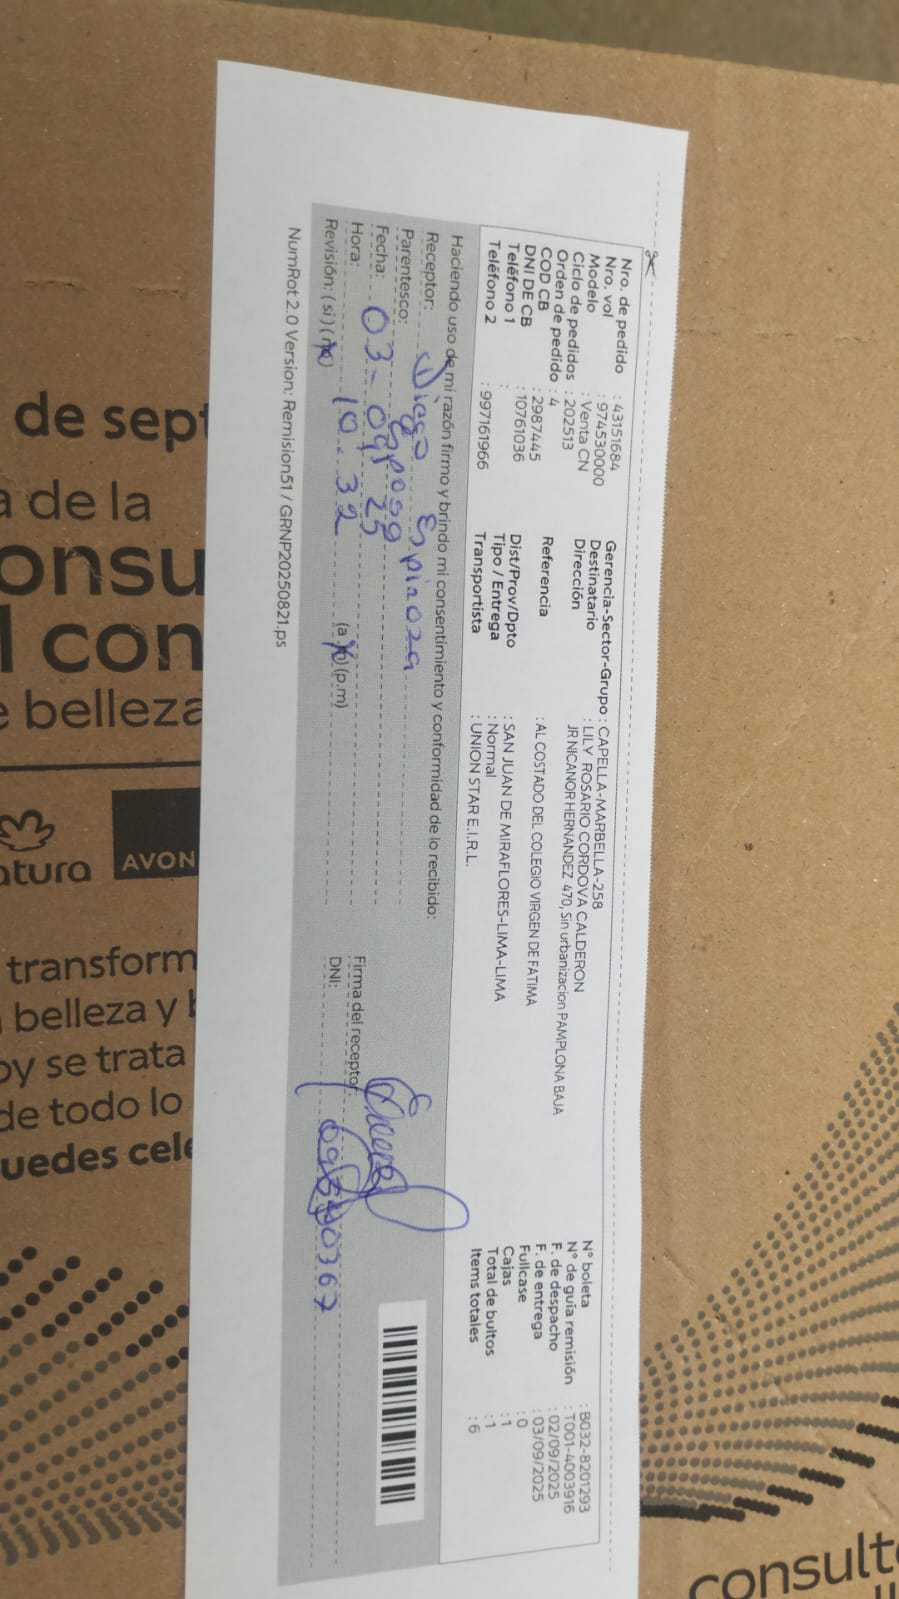 Nro. de pedido : 43151684
Nro. vol : 974530000
Modelo : Venta CN
Ciclo de pedidos : 202513
Orden de pedido : 4
COD CB : 2987445
DNI DE CB : 10761036
Teléfono 1 :
Teléfono 2 : 997161966
Gerencia-Sector-Grupo : CAPELLA-MARBELLA-258
Destinatario : LILY ROSARIO CORDOVA CALDERON
Dirección JR NICANOR HERNANDEZ 470, Sin urbanizacion PAMPLONA BAJA
Referencia : AL COSTADO DEL COLEGIO VIRGEN DE FATIMA
Dist/Prov/Dpto : SAN JUAN DE MIRAFLORES-LIMA-LIMA
Tipo / Entrega : Normal
Transportista : UNION STAR E.I.R.L.
N° boleta : B032-8201293
N° de guía remisión : T001-4003916
F. de despacho : 02/09/2025
F. de entrega : 03/09/2025
Fullcase : 0
Cajas : 1
Total de bultos : 1
Items totales : 6
Haciendo uso de mi razón firmo y brindo mi consentimiento y conformidad de lo recibido:
Receptor: Diego Espinoza
Parentesco: Esposo
Fecha: 03-09-25
Hora: 10.32 (a.m) (p.m)
Revisión: (si) (no)
Firma del receptor:
DNI:
NumRot 2.0 Version: Remision51 / GRNP20250821.ps
de sept
a de la
onsu
l con
e belleza
atura
AVON
transform
belleza y
oy se trata
de todo lo
uedes cele
consulto